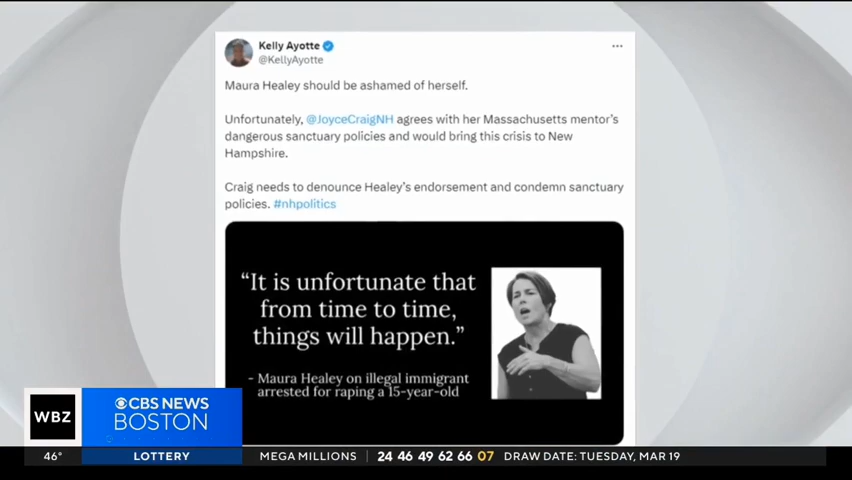 Kelly Ayotte
@KellyAyotte
Maura Healey should be ashamed of herself.
Unfortunately, @JoyceCraigNH agrees with her Massachusetts mentor's
dangerous sanctuary policies and would bring this crisis to New
Hampshire.
Craig needs to denounce Healey's endorsement and condemn sanctuary
policies. #nhpolitics
“It is unfortunate that
from time to time,
things will happen.”
- Maura Healey on illegal immigrant
arrested for raping a 15-year-old
WBZ
CBS NEWS
BOSTON
46°
LOTTERY
MEGA MILLIONS
24 46 49 62 66 07
DRAW DATE: TUESDAY, MAR 19